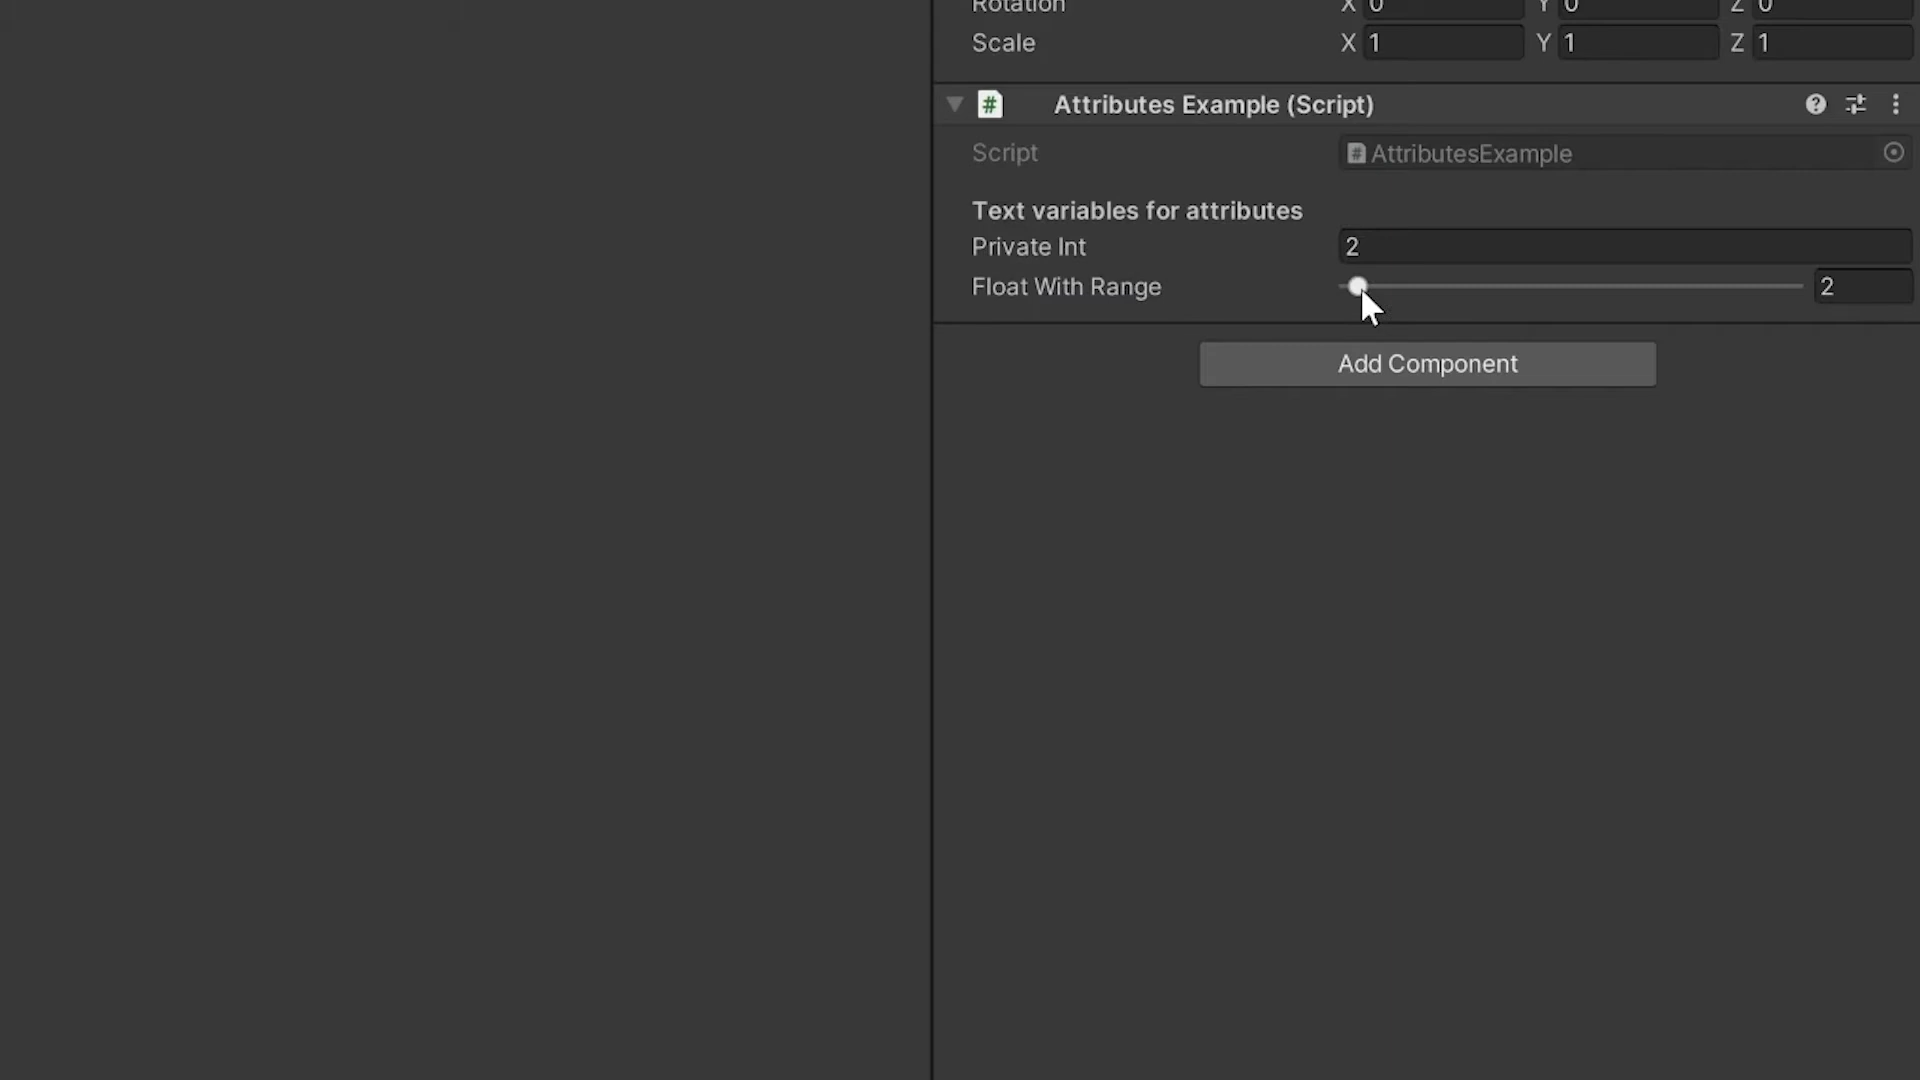 Rotation X 0 Y 0 Z 0
Scale X 1 Y 1 Z 1
# Attributes Example (Script)
Script # AttributesExample
Text variables for attributes
Private Int 2
Float With Range 2
Add Component